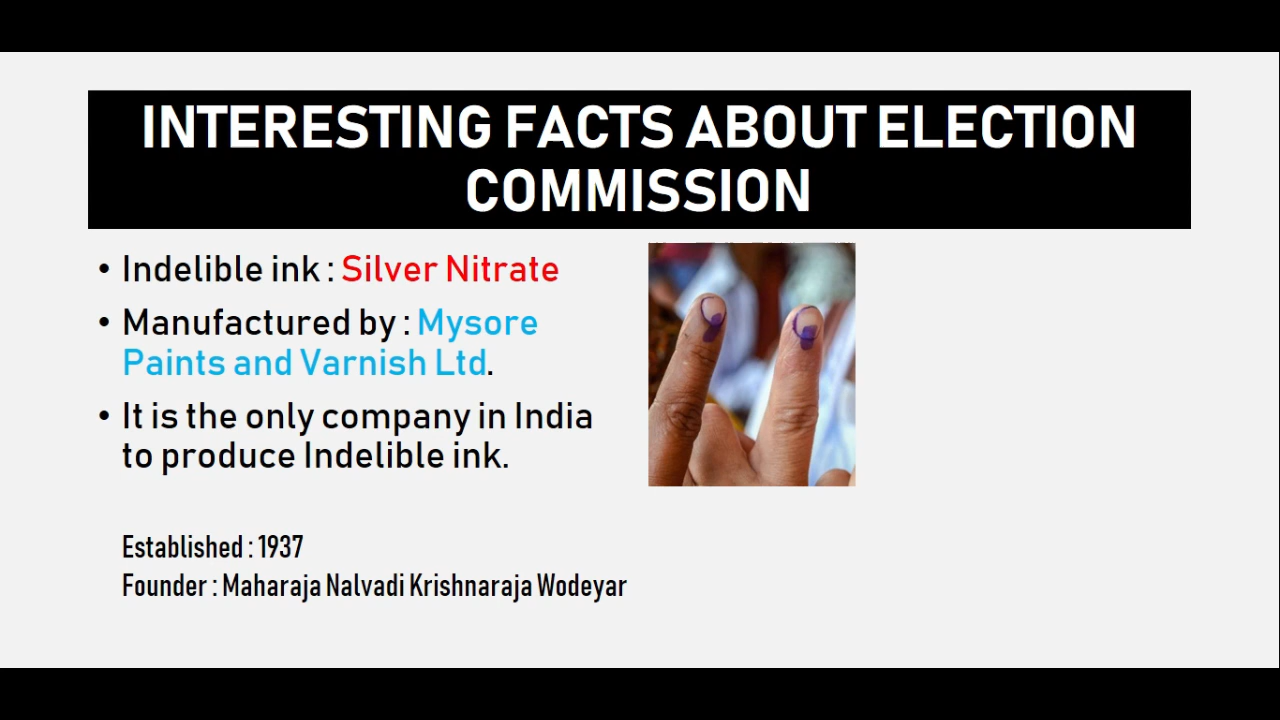 INTERESTING FACTS ABOUT ELECTION
COMMISSION
• Indelible ink : Silver Nitrate
• Manufactured by : Mysore
Paints and Varnish Ltd.
• It is the only company in India
to produce Indelible ink.
Established : 1937
Founder : Maharaja Nalvadi Krishnaraja Wodeyar